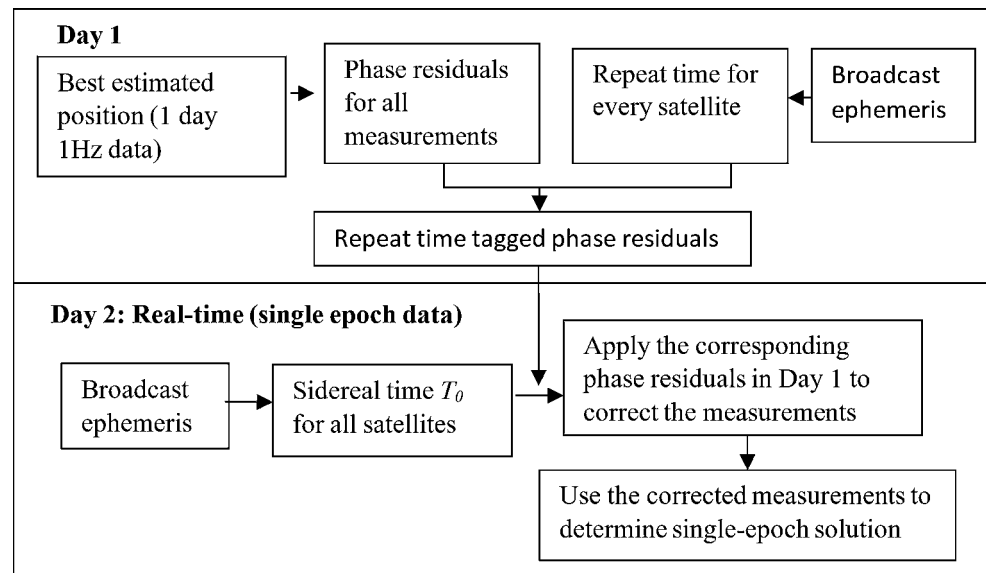 Day 1
Best estimated
position (1 day
1Hz data)
Phase residuals
for all
measurements
Repeat time for
every satellite
Broadcast
ephemeris
Repeat time tagged phase residuals
Day 2: Real-time (single epoch data)
Broadcast
ephemeris
Sidereal time T₀
for all satellites
Apply the corresponding
phase residuals in Day 1 to
correct the measurements
Use the corrected measurements to
determine single-epoch solution